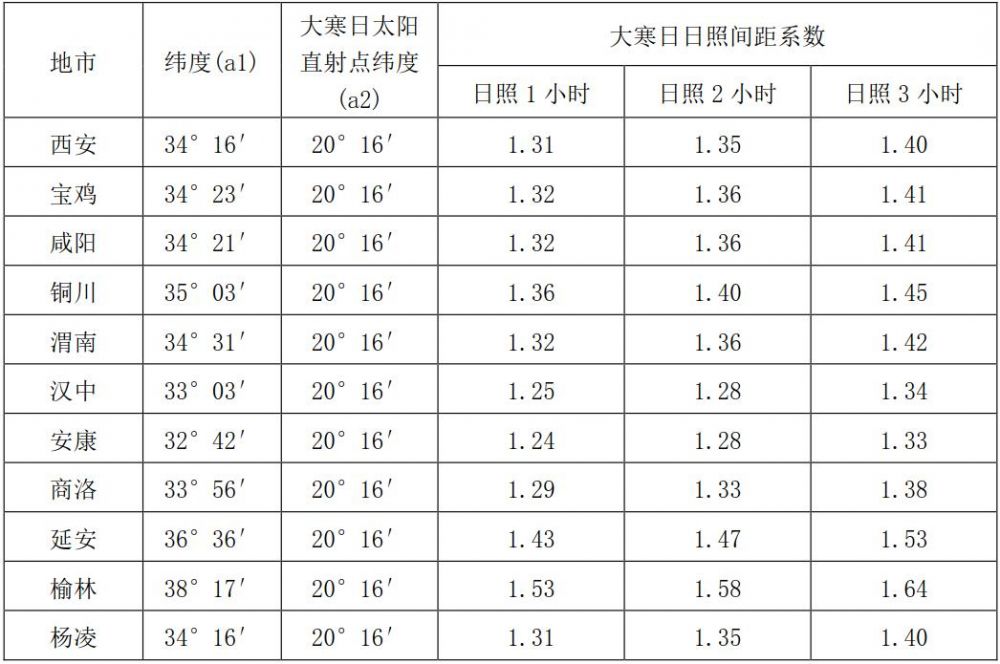 地市 纬度(a1) 大寒日太阳直射点纬度(a2) 大寒日日照间距系数
日照1小时 日照2小时 日照3小时
西安 34°16′ 20°16′ 1.31 1.35 1.40
宝鸡 34°23′ 20°16′ 1.32 1.36 1.41
咸阳 34°21′ 20°16′ 1.32 1.36 1.41
铜川 35°03′ 20°16′ 1.36 1.40 1.45
渭南 34°31′ 20°16′ 1.32 1.36 1.42
汉中 33°03′ 20°16′ 1.25 1.28 1.34
安康 32°42′ 20°16′ 1.24 1.28 1.33
商洛 33°56′ 20°16′ 1.29 1.33 1.38
延安 36°36′ 20°16′ 1.43 1.47 1.53
榆林 38°17′ 20°16′ 1.53 1.58 1.64
杨凌 34°16′ 20°16′ 1.31 1.35 1.40